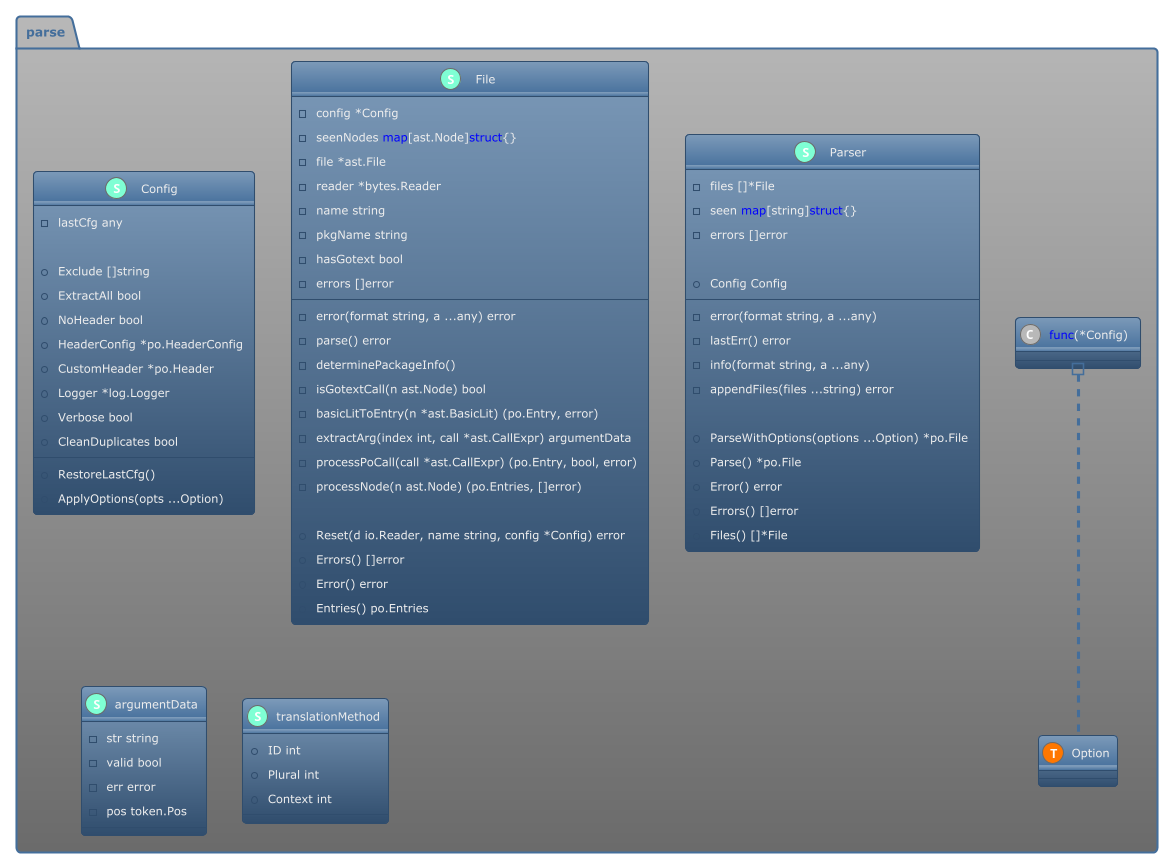 parse
S File
config *Config
seenNodes map[ast.Node]struct{}
file *ast.File
reader *bytes.Reader
name string
pkgName string
hasGotext bool
errors []error
error(format string, a ...any) error
parse() error
determinePackageInfo()
isGotextCall(n ast.Node) bool
basicLitToEntry(n *ast.BasicLit) (po.Entry, error)
extractArg(index int, call *ast.CallExpr) argumentData
processPoCall(call *ast.CallExpr) (po.Entry, bool, error)
processNode(n ast.Node) (po.Entries, []error)
Reset(d io.Reader, name string, config *Config) error
Errors() []error
Error() error
Entries() po.Entries
S Parser
files []*File
seen map[string]struct{}
errors []error
Config Config
error(format string, a ...any)
lastErr() error
info(format string, a ...any)
appendFiles(files ...string) error
ParseWithOptions(options ...Option) *po.File
Parse() *po.File
Error() error
Errors() []error
Files() []*File
S Config
lastCfg any
Exclude []string
ExtractAll bool
NoHeader bool
HeaderConfig *po.HeaderConfig
CustomHeader *po.Header
Logger *log.Logger
Verbose bool
CleanDuplicates bool
RestoreLastCfg()
ApplyOptions(opts ...Option)
C func(*Config)
S argumentData
str string
valid bool
err error
pos token.Pos
S translationMethod
ID int
Plural int
Context int
T Option